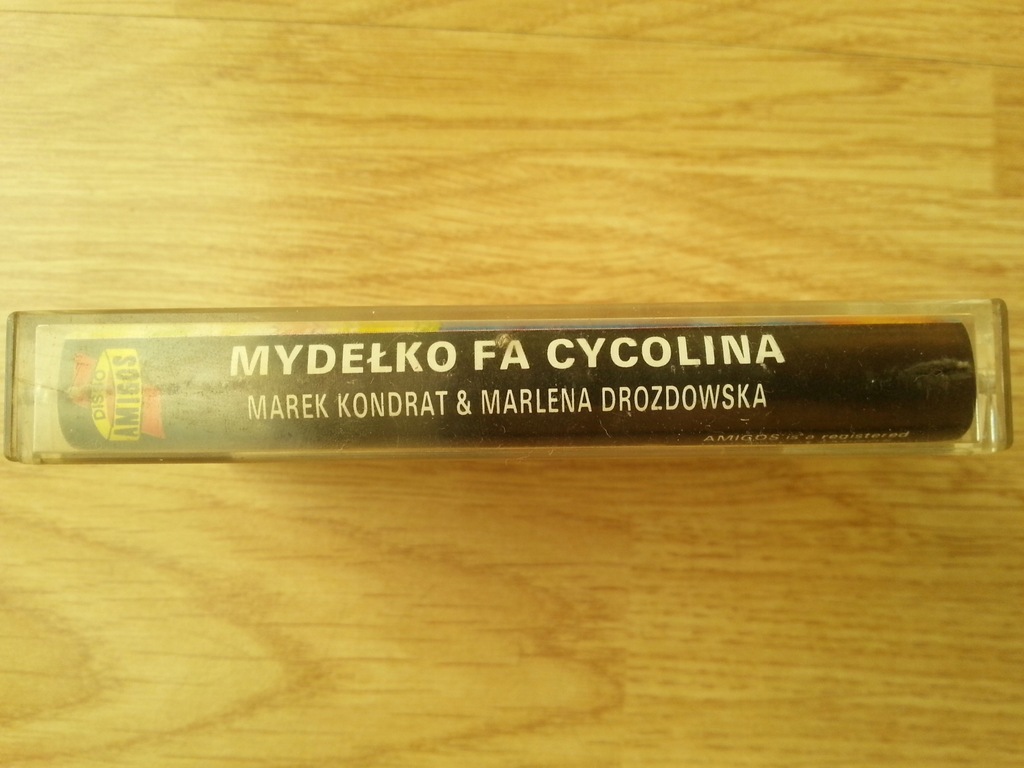 DISCO
AMIGOS
MYDEŁKO FA CYCOLINA
MAREK KONDRAT & MARLENA DROZDOWSKA
AMIGOS is a registered